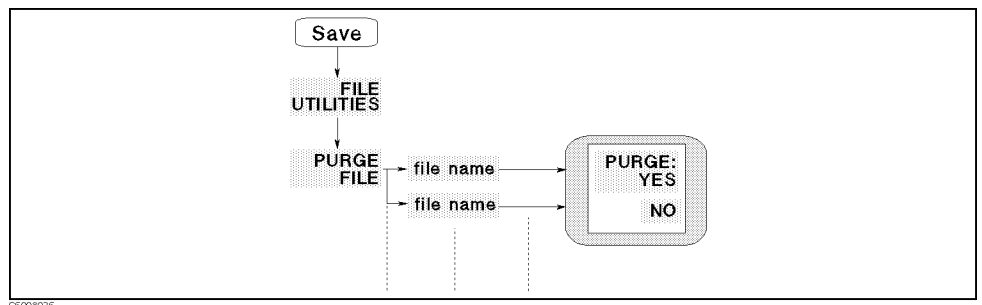 Save
FILE
UTILITIES
PURGE
FILE
file name
file name
PURGE:
YES
NO